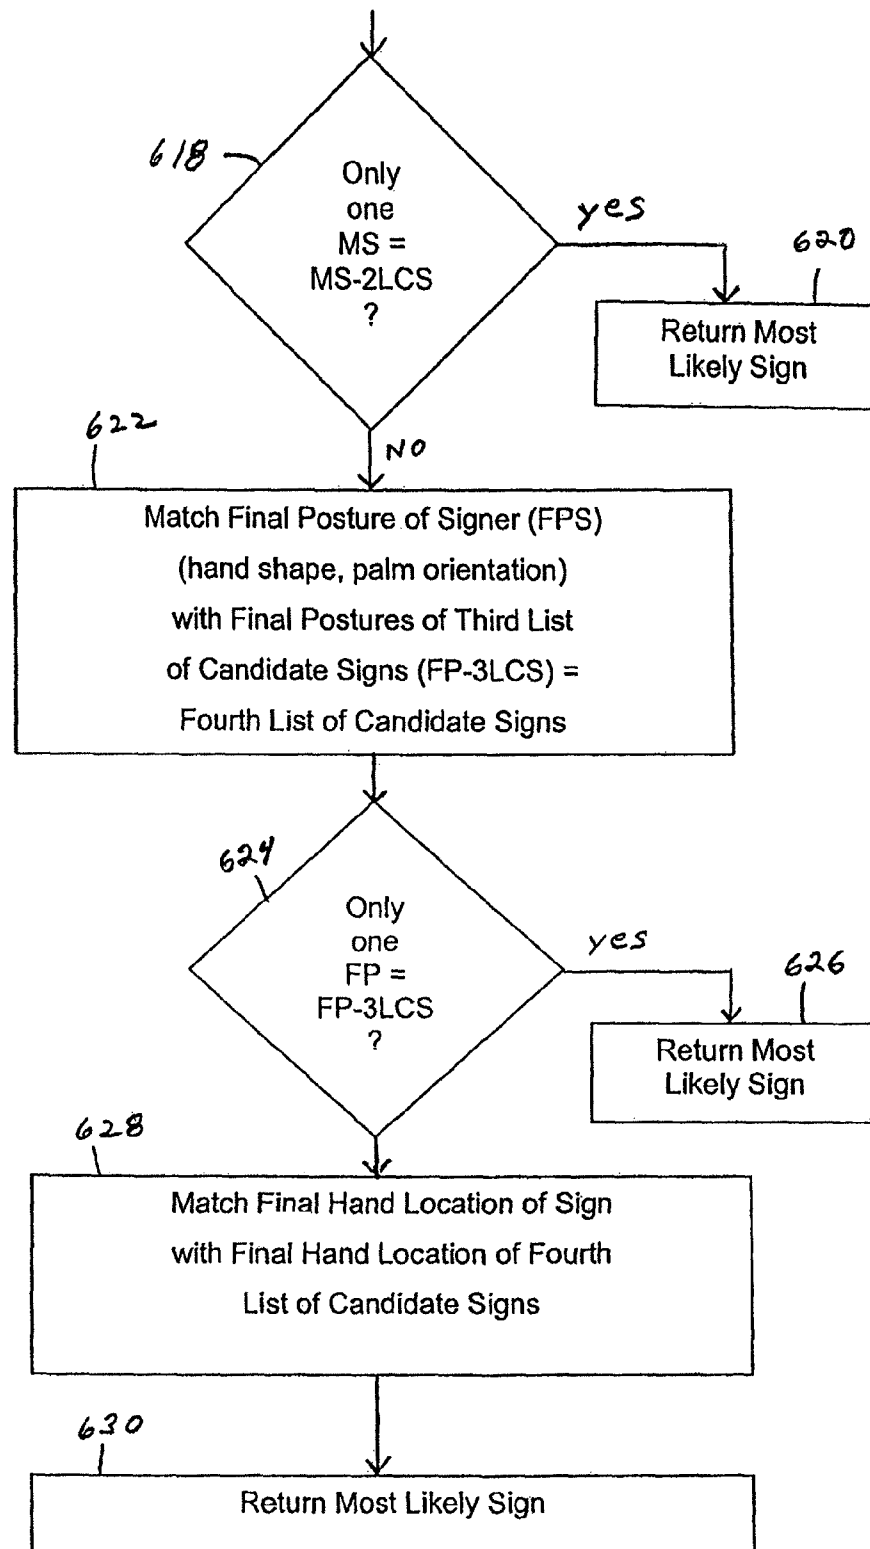 618
Only
one
MS =
MS-2LCS
?
yes
620
Return Most
Likely Sign
622
NO
Match Final Posture of Signer (FPS)
(hand shape, palm orientation)
with Final Postures of Third List
of Candidate Signs (FP-3LCS) =
Fourth List of Candidate Signs
624
Only
one
FP =
FP-3LCS
?
yes
626
Return Most
Likely Sign
628
Match Final Hand Location of Sign
with Final Hand Location of Fourth
List of Candidate Signs
630
Return Most Likely Sign